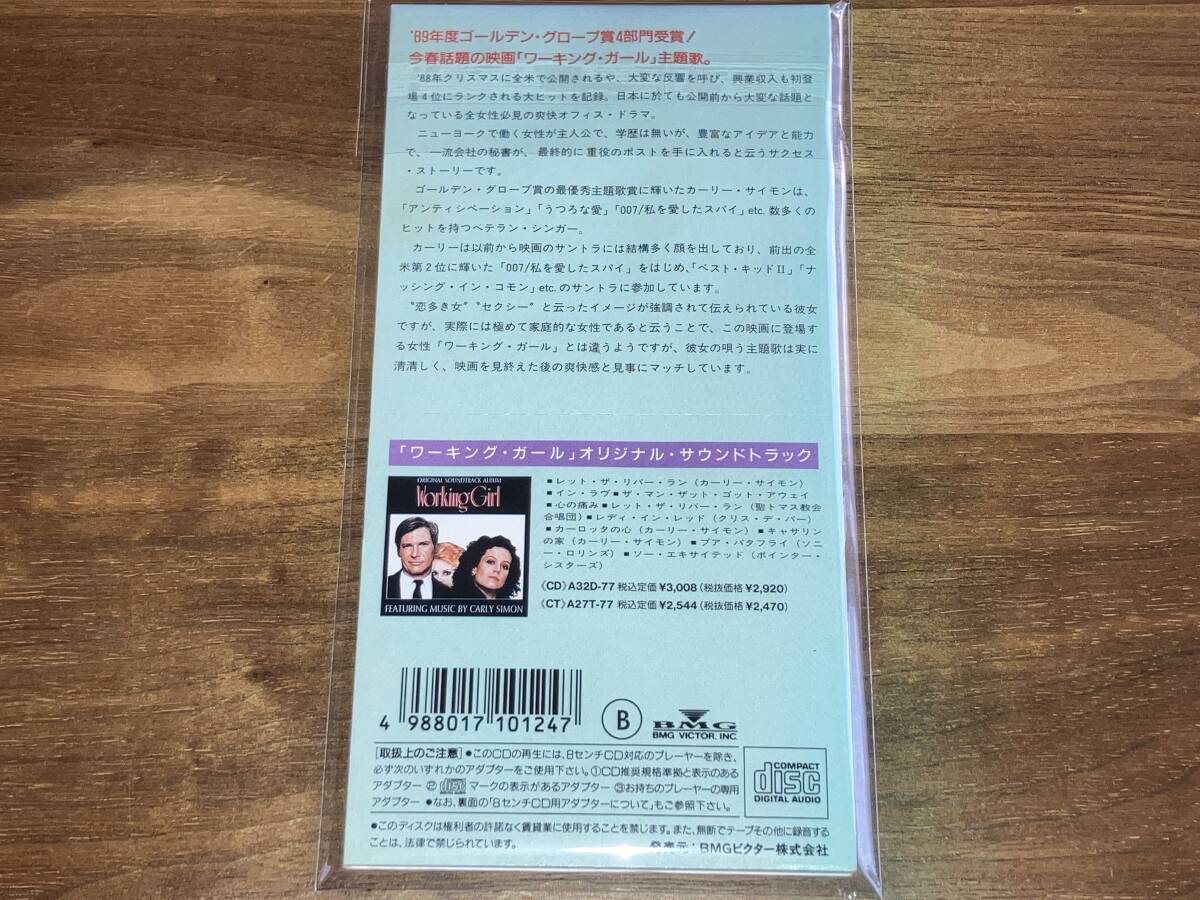 '89年度ゴールデン・グローブ賞4部門受賞!
今春話題の映画「ワーキング・ガール」主題歌。
'88年クリスマスに全米で公開されるや、大変な反響を呼び、興業収入も初登
場4位にランクされる大ヒットを記録。日本に於ても公開前から大変な話題と
なっている全女性必見の爽快オフィス・ドラマ。
ニューヨークで働く女性が主人公で、学歴は無いが、豊富なアイデアと能力
で、一流会社の秘書が、最終的に重役のポストを手に入れると云うサクセス
・ストーリーです。
ゴールデン・グローブ賞の最優秀主題歌賞に輝いたカーリー・サイモンは、
「アンティシペーション」「うつろな愛」「007/私を愛したスパイ」etc. 数多くの
ヒットを持つベテラン・シンガー。
カーリーは以前から映画のサントラには結構多く顔を出しており、前出の全
米第2位に輝いた「007/私を愛したスパイ」をはじめ、「ベスト・キッドII」「ナ
ッシング・イン・コモン」etc. のサントラに参加しています。
〝恋多き女〟〝セクシー〟と云ったイメージが強調されて伝えられている彼女
ですが、実際には極めて家庭的な女性であると云うことで、この映画に登場す
る女性「ワーキング・ガール」とは違うようですが、彼女の唄う主題歌は実に
清清しく、映画を見終えた後の爽快感と見事にマッチしています。
「ワーキング・ガール」オリジナル・サウンドトラック
ORIGINAL SOUNDTRACK ALBUM
Working Girl
FEATURING MUSIC BY CARLY SIMON
■レット・ザ・リバー・ラン(カーリー・サイモン)
■イン・ラヴ■ザ・マン・ザット・ゴット・アウェイ
■心の痛み■レット・ザ・リバー・ラン(聖トマス教会
合唱団)■レディ・イン・レッド(クリス・デ・バー)
■カーロッタの心(カーリー・サイモン)■キャサリン
の家(カーリー・サイモン)■プア・バタフライ(ソニ
ー・ロリンズ)■ソー・エキサイテッド(ポインター・
シスターズ)
《CD》A32D-77 税込定価 ¥3,008(税抜価格 ¥2,920)
《CT》A27T-77 税込定価 ¥2,544(税抜価格 ¥2,470)
4 988017 101247
B
BMG
BMG VICTOR, INC.
[取扱上のご注意]●このCDの再生には、8センチCD対応のプレーヤーを除き、
必ず次のいずれかのアダプターをご使用下さい。①CD推奨規格準拠と表示のある
アダプター ② disc マークの表示があるアダプター ③お持ちのプレーヤーの専用
アダプター ●なお、裏面の「8センチCD用アダプターについて」もご参照下さい。
COMPACT
disc
DIGITAL AUDIO
●このディスクは権利者の許諾なく賃貸業に使用することを禁じます。また、無断でテープその他に録音する
ことは、法律で禁じられています。
発売元:BMGビクター株式会社